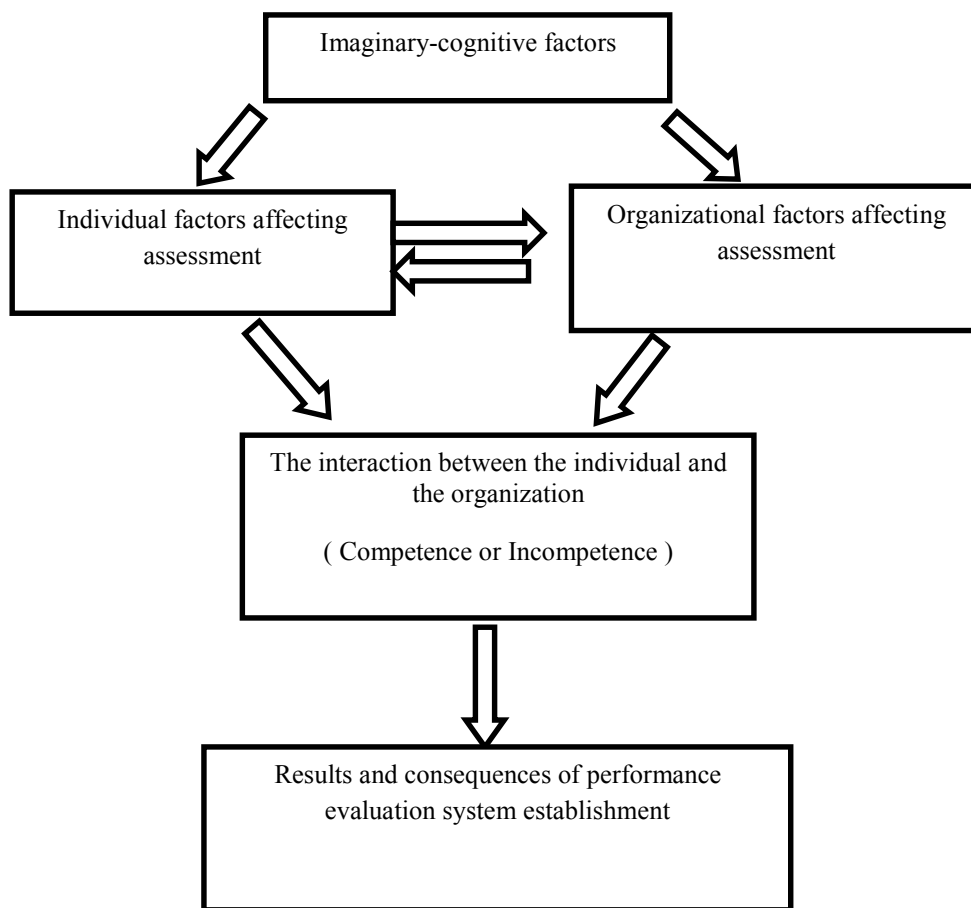 Imaginary-cognitive factors
Individual factors affecting
assessment
Organizational factors affecting
assessment
The interaction between the individual and
the organization
( Competence or Incompetence )
Results and consequences of performance
evaluation system establishment